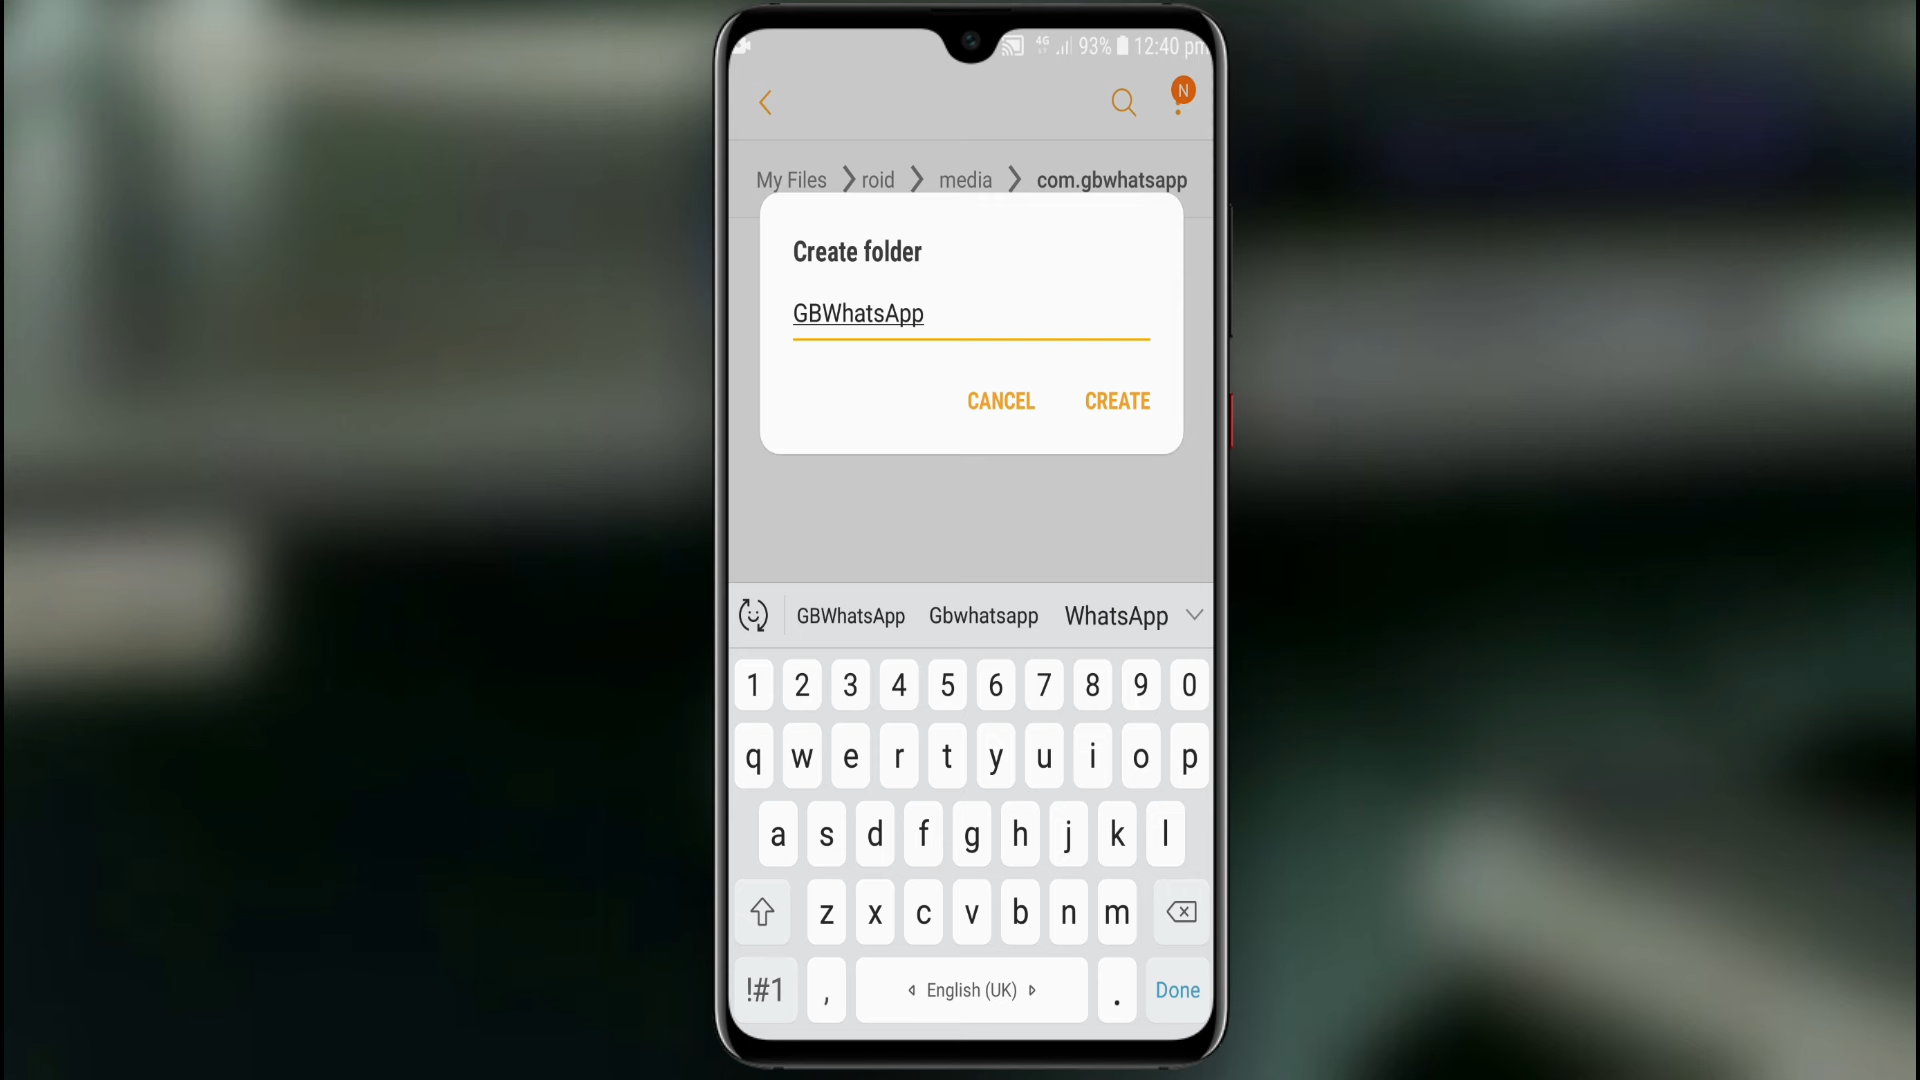 4G 93% 12:40 pm
N
My Files roid media com.gbwhatsapp
Create folder
GBWhatsApp
CANCEL CREATE
GBWhatsApp Gbwhatsapp WhatsApp
1 2 3 4 5 6 7 8 9 0
q w e r t y u i o p
a s d f g h j k l
z x c v b n m
!#1 , English (UK) . Done